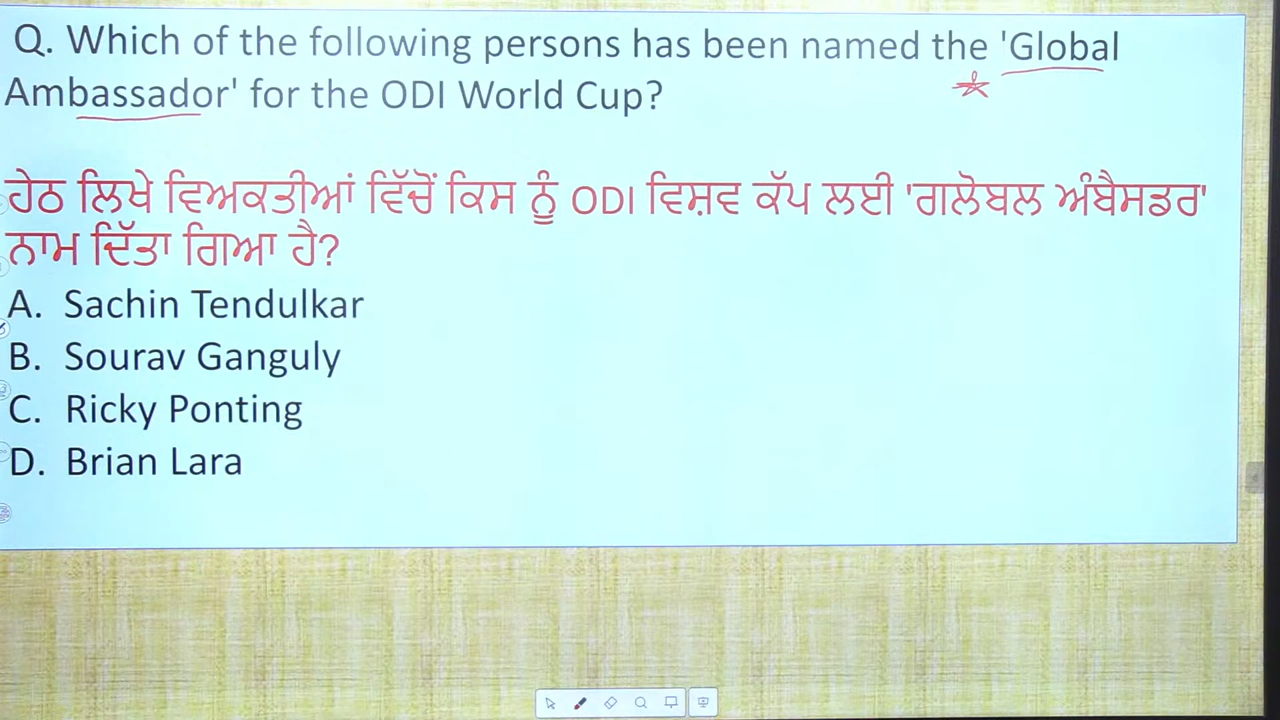 Q. Which of the following persons has been named the 'Global
Ambassador' for the ODI World Cup?
ਹੇਠ ਲਿਖੇ ਵਿਅਕਤੀਆਂ ਵਿੱਚੋਂ ਕਿਸ ਨੂੰ ODI ਵਿਸ਼ਵ ਕੱਪ ਲਈ 'ਗਲੋਬਲ ਅੰਬੈਸਡਰ'
ਨਾਮ ਦਿੱਤਾ ਗਿਆ ਹੈ?
A. Sachin Tendulkar
B. Sourav Ganguly
C. Ricky Ponting
D. Brian Lara